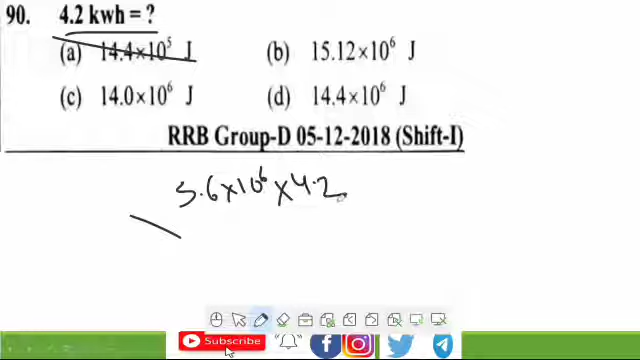 90. 4.2 kwh = ?
(a) 14.4×10⁵ J (b) 15.12×10⁶ J
(c) 14.0×10⁶ J (d) 14.4×10⁶ J
RRB Group-D 05-12-2018 (Shift-I)
3.6×10⁶×4.2
Subscribe